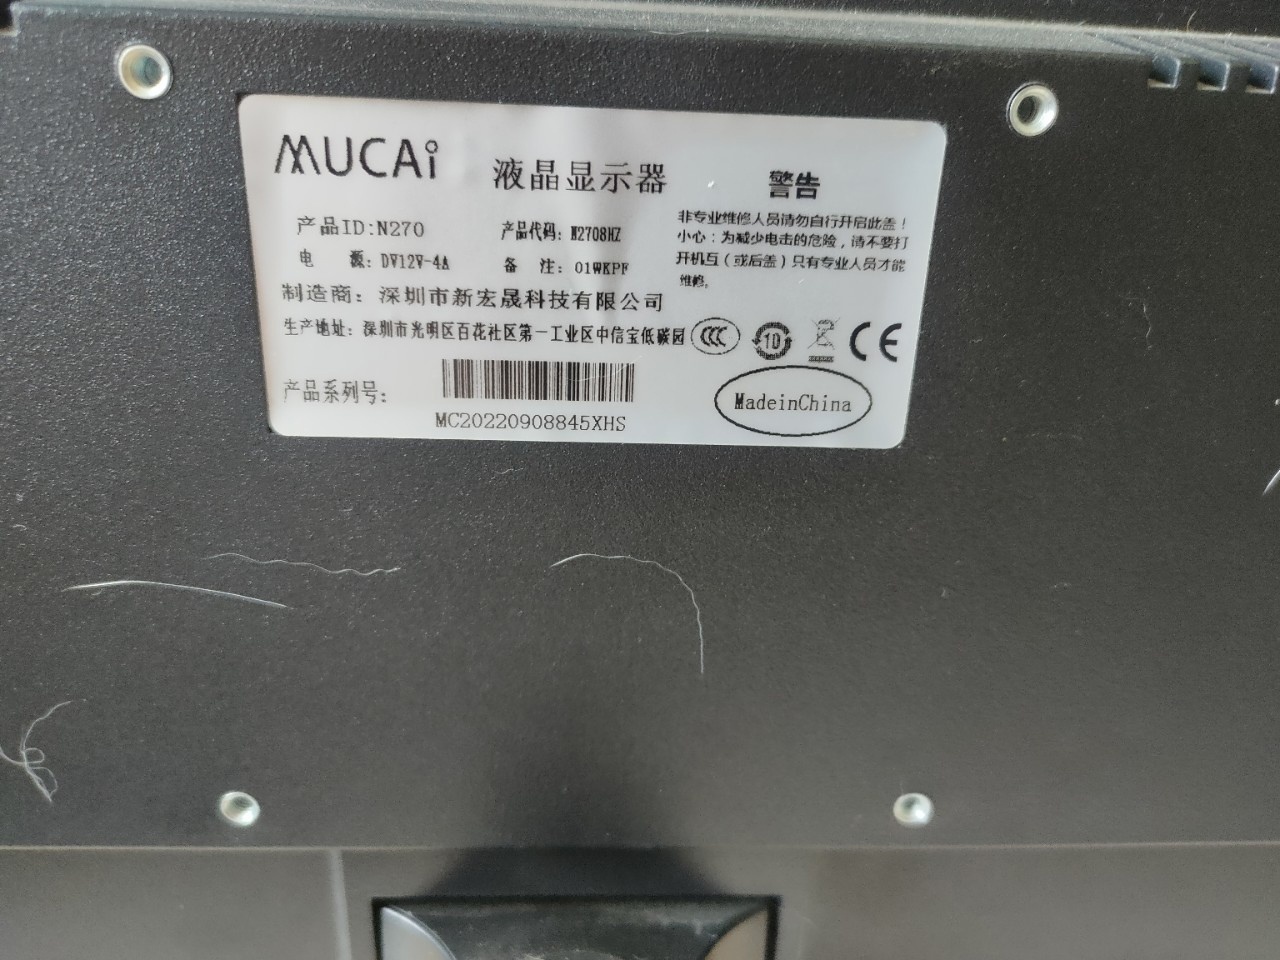 MUCAi 液晶显示器
产品ID:N270 产品代码: N2708HZ
电 源: DV12V-4A 备 注: 01WKPF
制造商: 深圳市新宏晟科技有限公司
生产地址: 深圳市光明区百花社区第一工业区中信宝低碳园
产品系列号:
MC20220908845XHS
警告
非专业维修人员请勿自行开启此盖!
小心:为减少电击的危险,请不要打
开机互(或后盖)只有专业人员才能
维修。
CCC 10 CE
MadeinChina